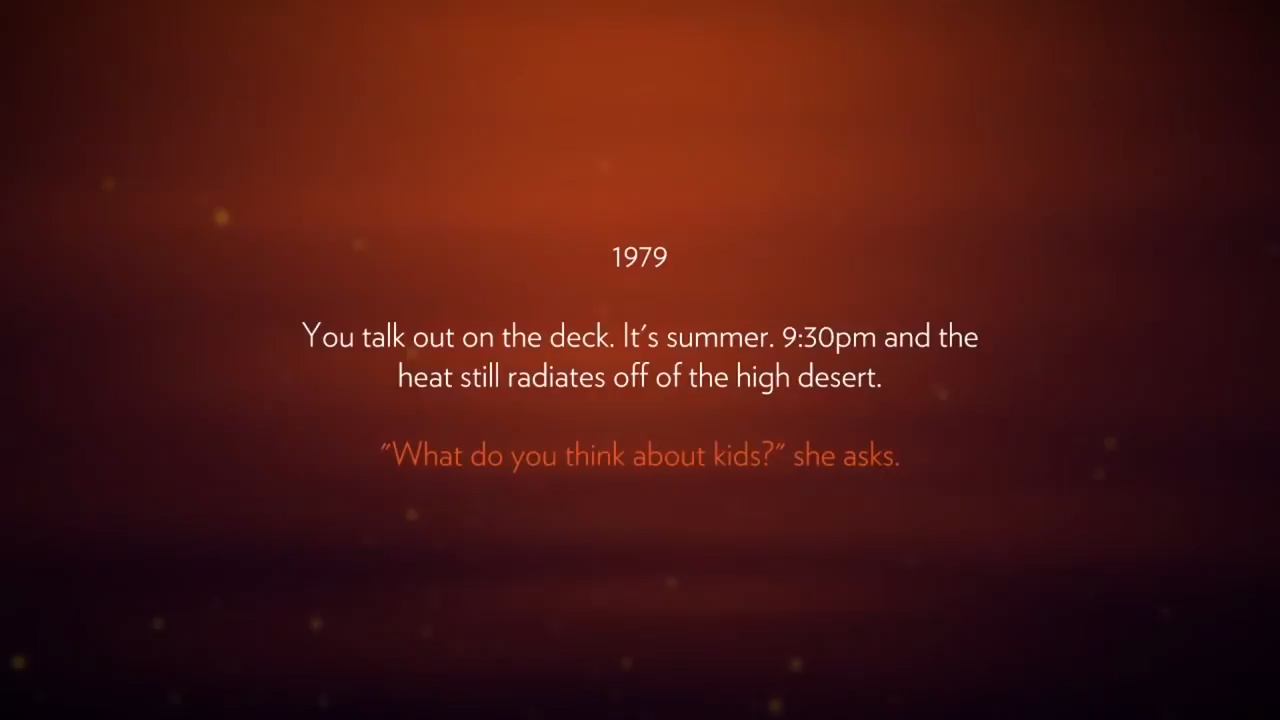 1979
You talk out on the deck. It's summer. 9:30pm and the
heat still radiates off of the high desert.
"What do you think about kids?" she asks.